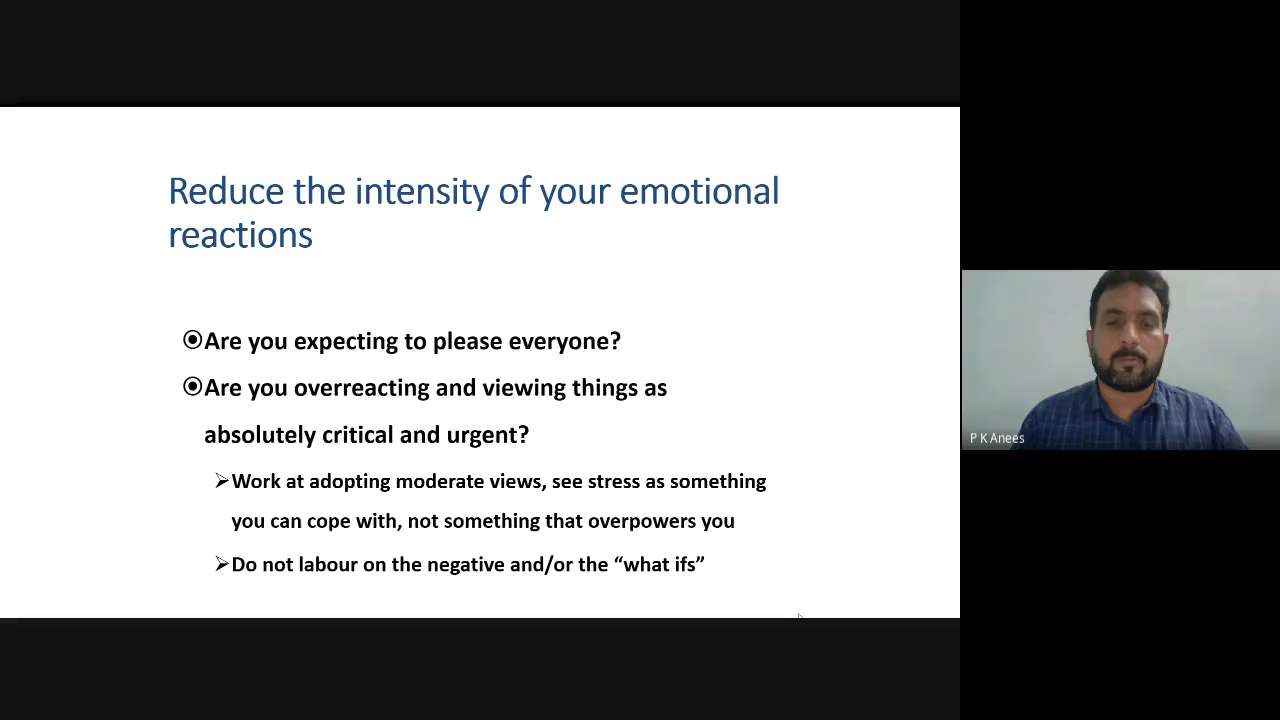 Reduce the intensity of your emotional
reactions
Are you expecting to please everyone?
Are you overreacting and viewing things as
absolutely critical and urgent?
Work at adopting moderate views, see stress as something
you can cope with, not something that overpowers you
Do not labour on the negative and/or the “what ifs”
P K Anees